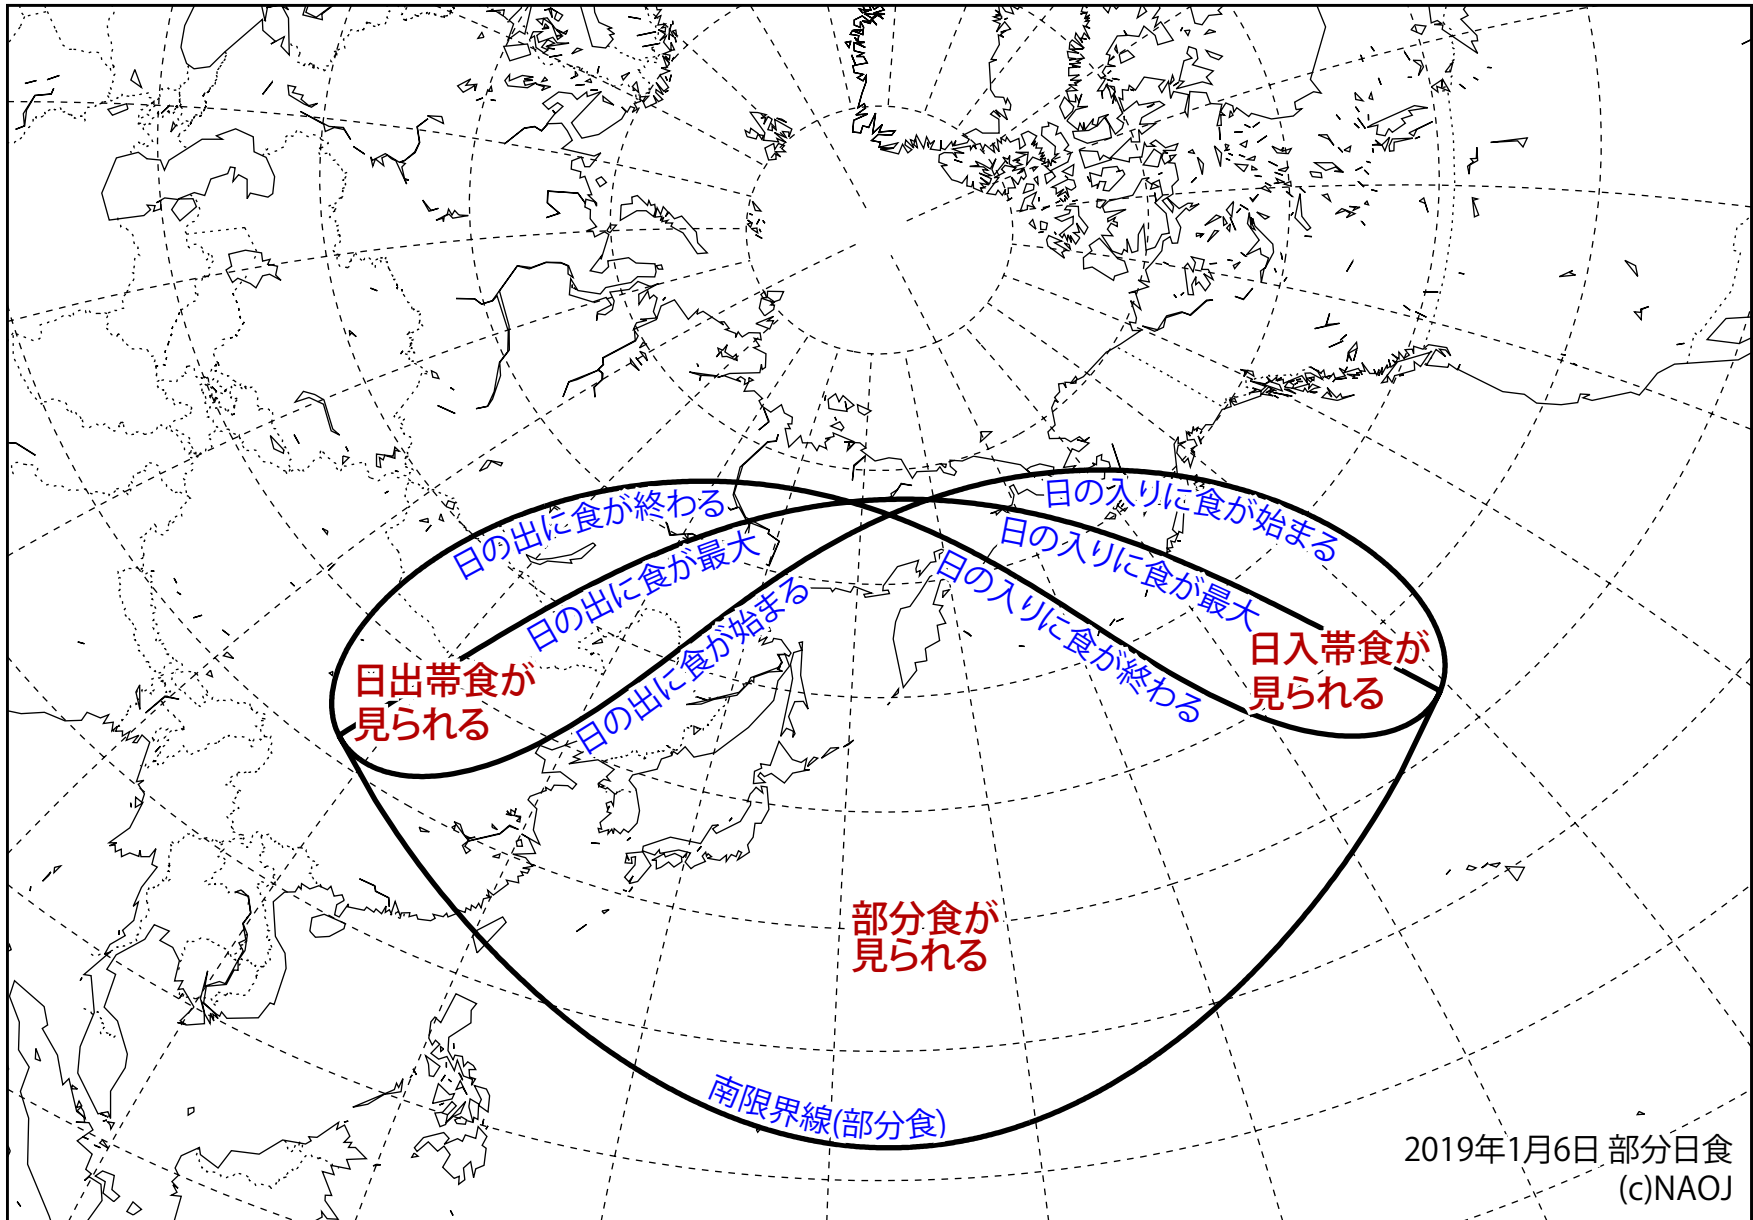 日の出に食が終わる
日の入りに食が始まる
日の出に食が最大
日の入りに食が最大
日の出に食が始まる
日の入りに食が終わる
日出帯食が
見られる
日入帯食が
見られる
部分食が
見られる
南限界線(部分食)
2019年1月6日 部分日食
(c)NAOJ